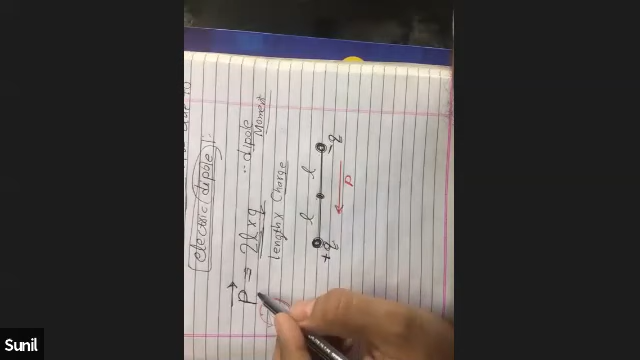 electric (dipole) :-
P = 2l × q ∴ dipole
Moment
length × Charge
l l
+q -q
P
Sunil